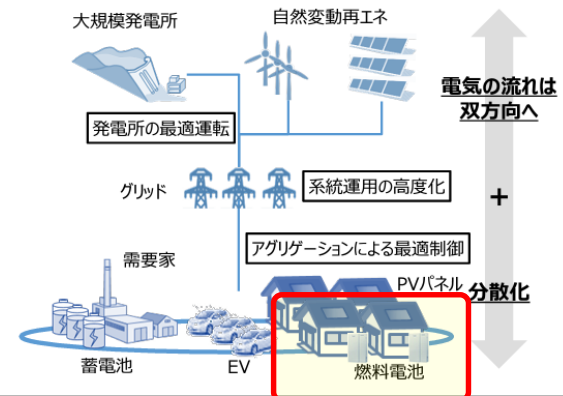 大規模発電所
自然変動再エネ
電気の流れは
双方向へ
発電所の最適運転
グリッド
系統運用の高度化
+
アグリゲーションによる最適制御
需要家
PVパネル
分散化
蓄電池
EV
燃料電池